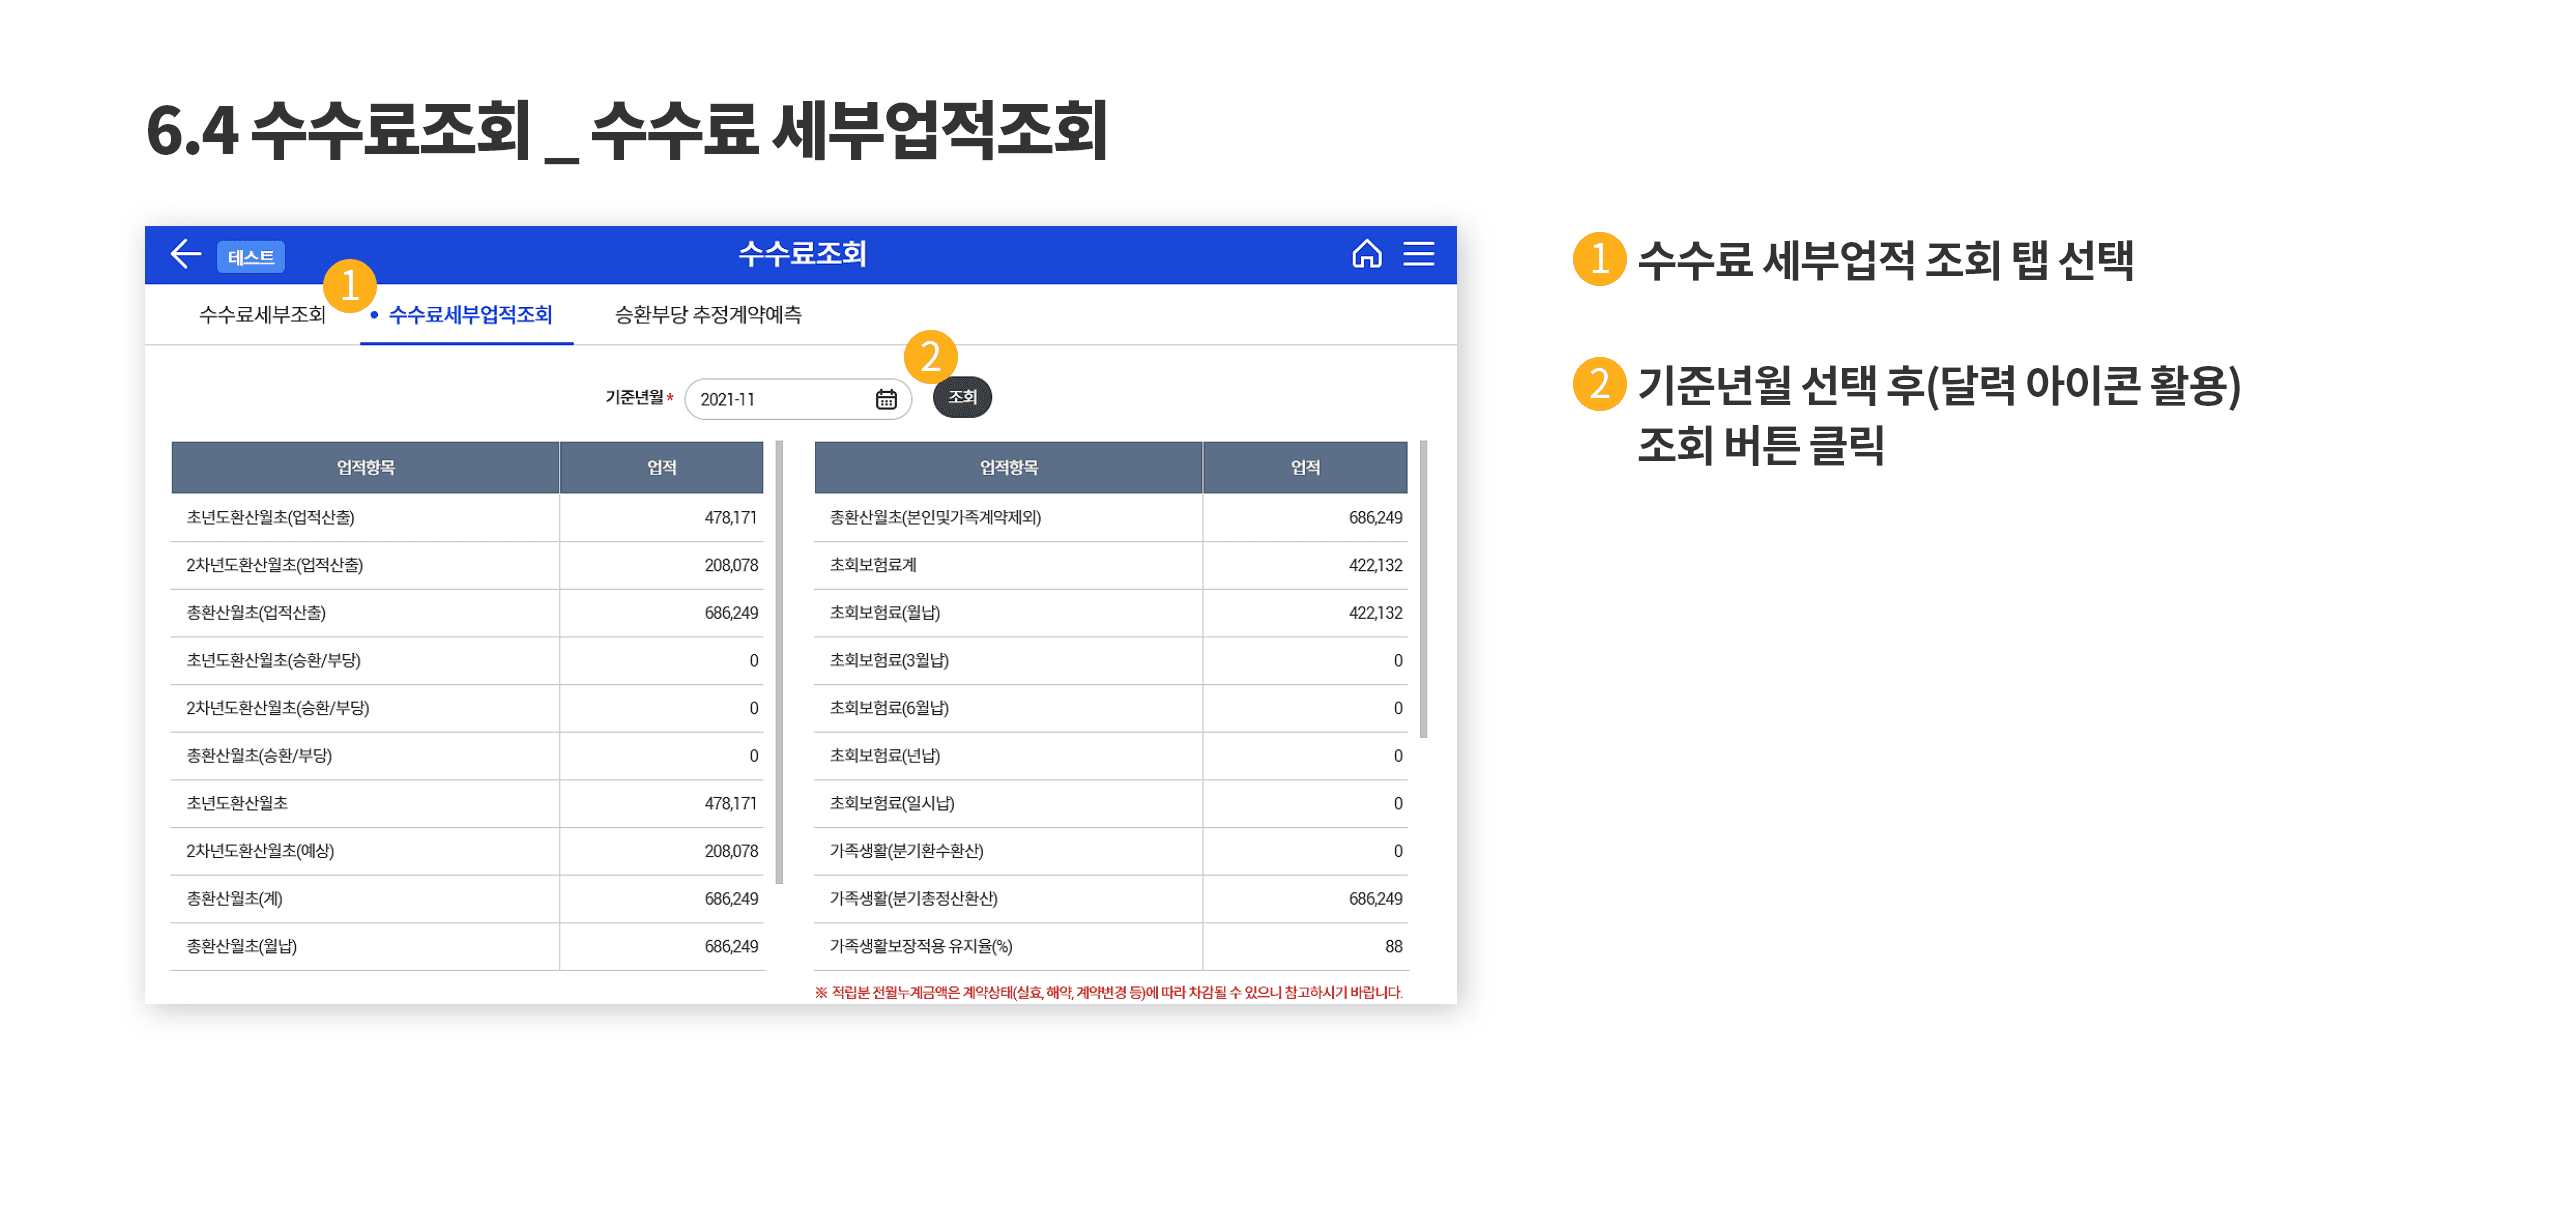 6.4 수수료조회 _ 수수료 세부업적조회
테스트
수수료조회
1
수수료세부조회
• 수수료세부업적조회
승환부당 추정계약예측
2
기준년월* 2021-11 조회
업적항목 업적
초년도환산월초(업적산출) 478,171
2차년도환산월초(업적산출) 208,078
총환산월초(업적산출) 686,249
초년도환산월초(승환/부당) 0
2차년도환산월초(승환/부당) 0
총환산월초(승환/부당) 0
초년도환산월초 478,171
2차년도환산월초(예상) 208,078
총환산월초(계) 686,249
총환산월초(월납) 686,249
업적항목 업적
총환산월초(본인및가족계약제외) 686,249
초회보험료계 422,132
초회보험료(월납) 422,132
초회보험료(3월납) 0
초회보험료(6월납) 0
초회보험료(년납) 0
초회보험료(일시납) 0
가족생활(분기환수환산) 0
가족생활(분기총정산환산) 686,249
가족생활보장적용 유지율(%) 88
※ 적립분 전월누계금액은 계약상태(실효, 해약, 계약변경 등)에 따라 차감될 수 있으니 참고하시기 바랍니다.
1 수수료 세부업적 조회 탭 선택
2 기준년월 선택 후(달력 아이콘 활용)
조회 버튼 클릭